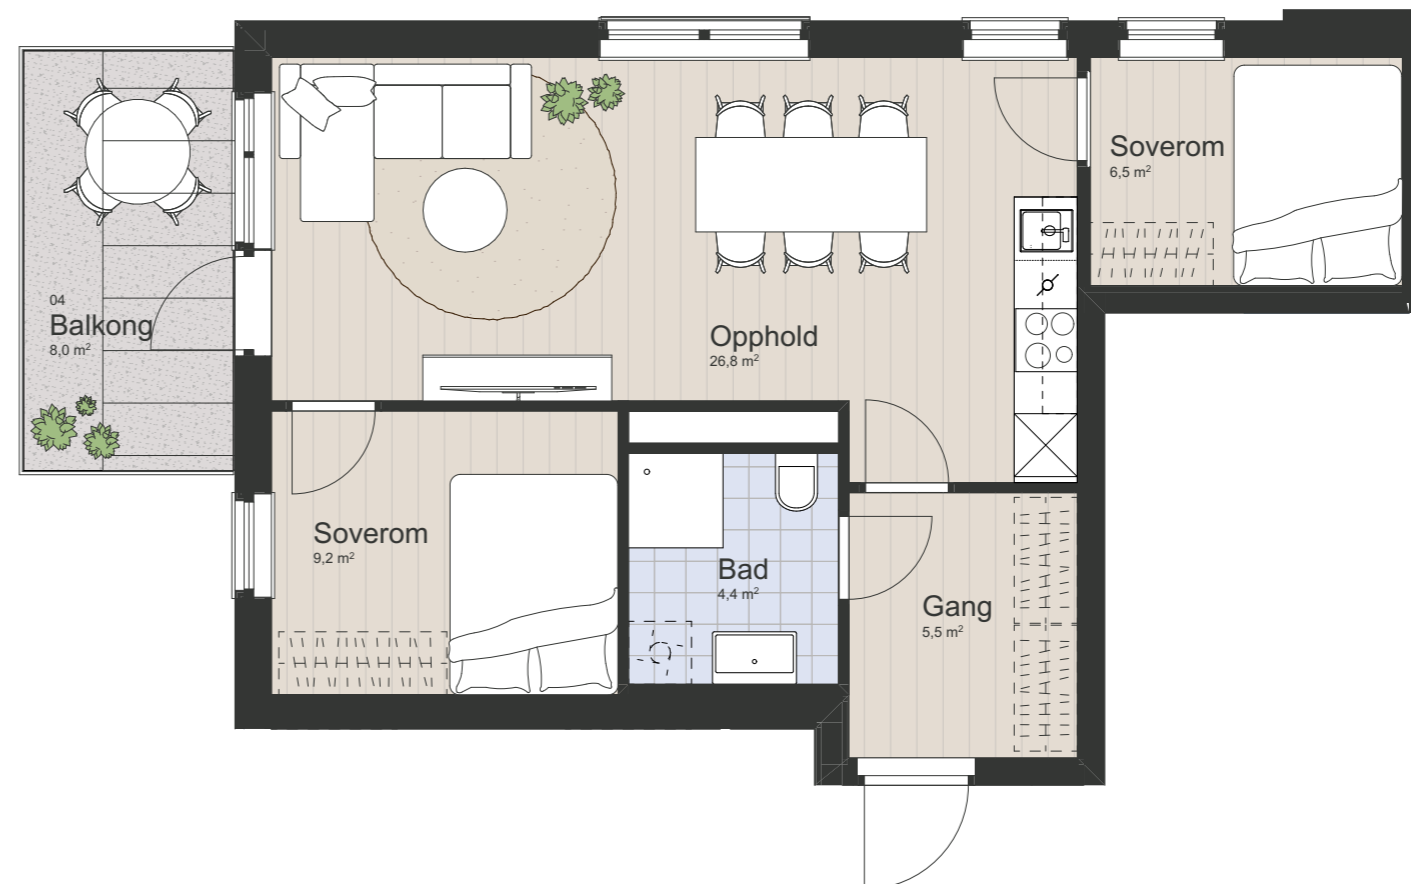 Soverom
6,5 m²
04
Balkong
8,0 m²
Opphold
26,8 m²
Soverom
9,2 m²
Bad
4,4 m²
Gang
5,5 m²